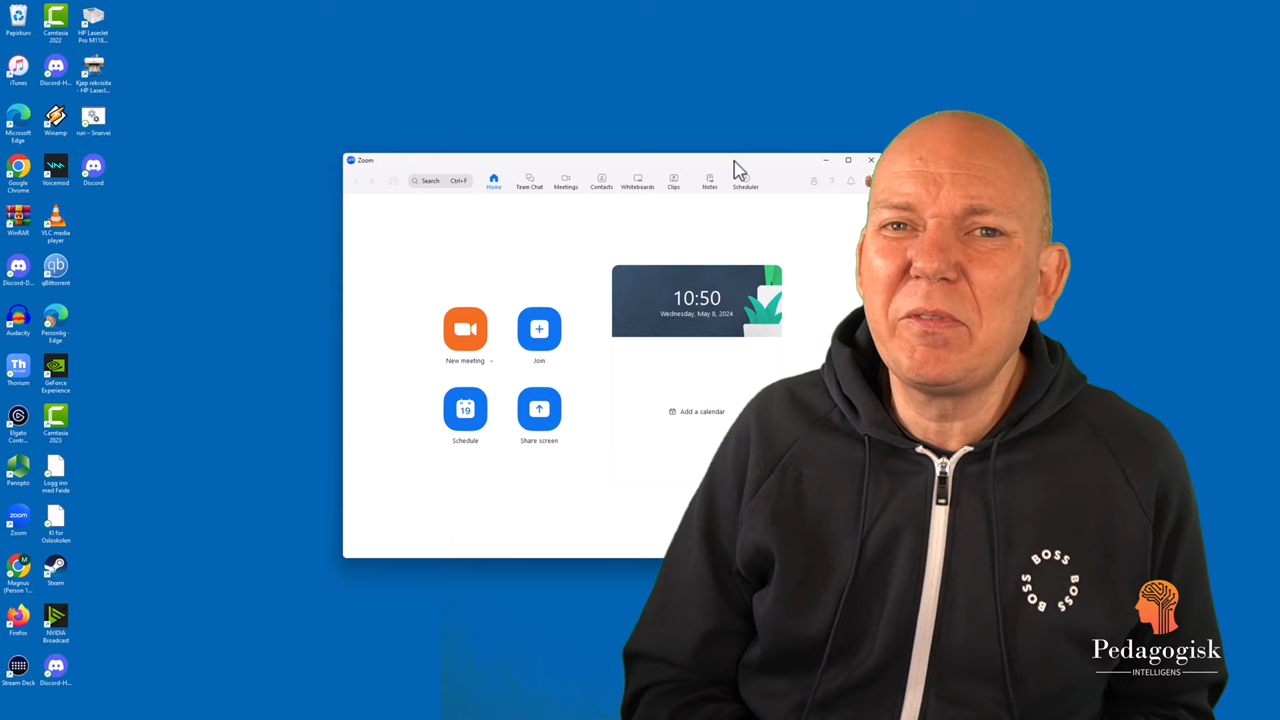 Papirkurv
Camtasia
2022
HP LaserJet
Pro M118...
iTunes
Discord-H...
Kjøp rekvisita
- HP LaserJ...
Microsoft
Edge
Winamp
run – Snarvei
Google
Chrome
Voicemod
Discord
WinRAR
VLC media
player
Discord-D...
qb
qBittorrent
Audacity
Personlig -
Edge
Th
Thorium
GeForce
Experience
Elgato
Contr...
Camtasia
2023
Panopto
Logg inn
med Feide
zoom
Zoom
KI for
Osloskolen
Magnus
(Person 1...
Steam
Firefox
NVIDIA
Broadcast
Stream Deck
Discord-H...
Zoom
Search Ctrl+F
Home
Team Chat
Meetings
Contacts
Whiteboards
Clips
Notes
Scheduler
10:50
Wednesday, May 8, 2024
New meeting
Join
19
Schedule
Share screen
Add a calendar
BOSS BOSS BOSS
Pedagogisk
INTELLIGENS